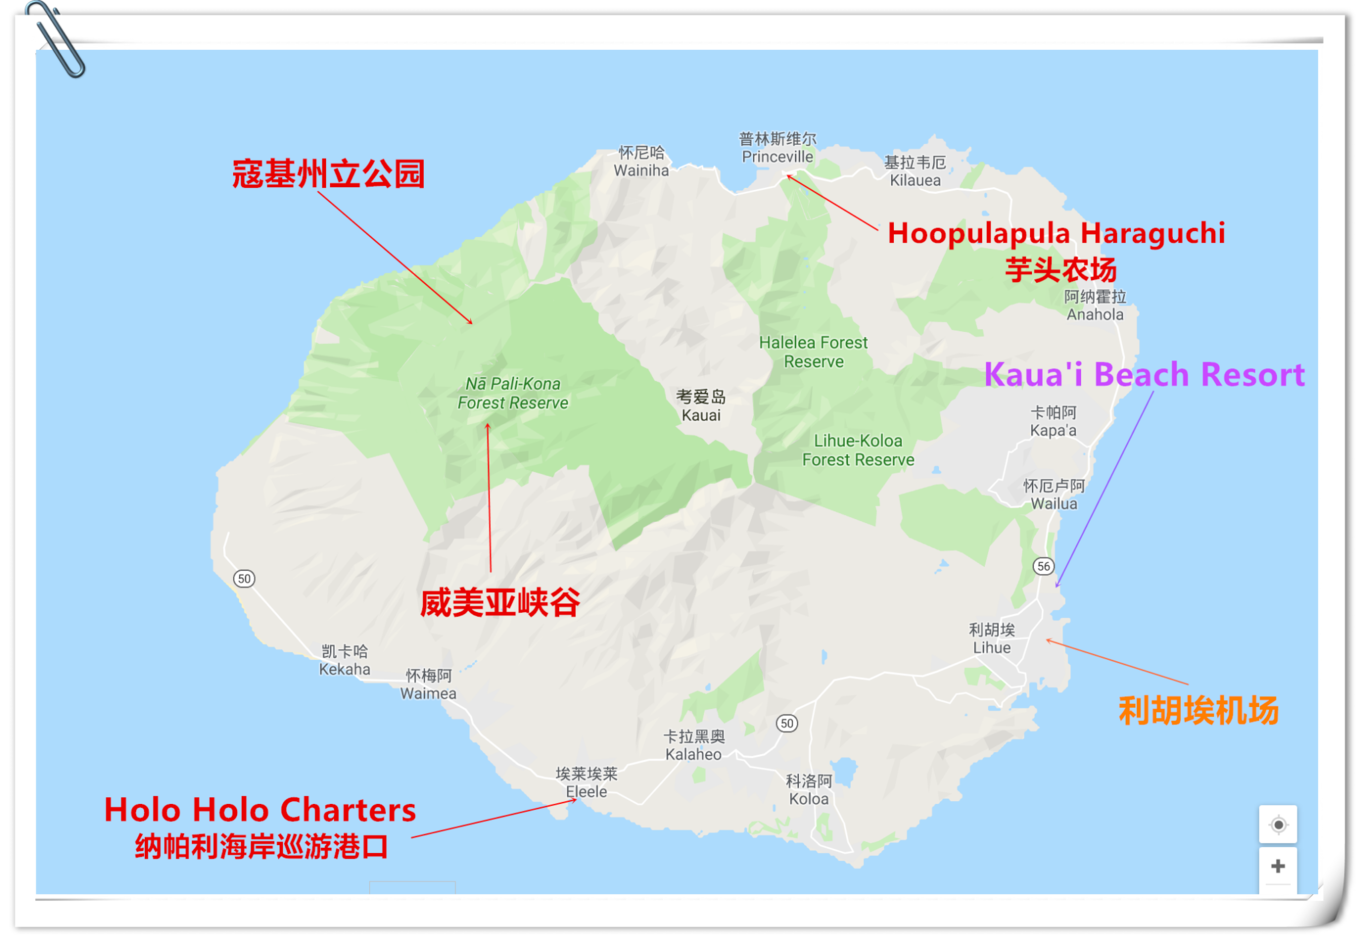 普林斯维尔
Princeville
怀尼哈
Wainiha
基拉韦厄
Kilauea
寇基州立公园
Hoopulapula Haraguchi
芋头农场
阿纳霍拉
Anahola
Halelea Forest
Reserve
Kaua'i Beach Resort
Nā Pali-Kona
Forest Reserve
考爱岛
Kauai
卡帕阿
Kapa'a
Lihue-Koloa
Forest Reserve
怀厄卢阿
Wailua
56
50
威美亚峡谷
利胡埃
Lihue
凯卡哈
Kekaha
怀梅阿
Waimea
利胡埃机场
50
卡拉黑奥
Kalaheo
埃莱埃莱
Eleele
科洛阿
Koloa
Holo Holo Charters
纳帕利海岸巡游港口
+